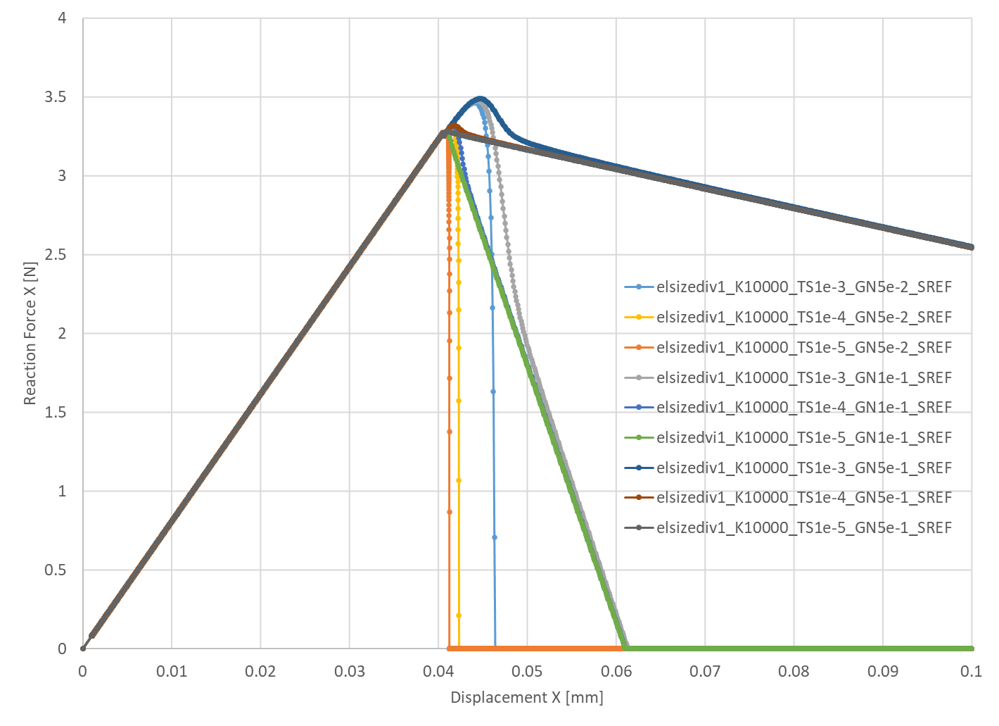 4
3.5
3
2.5
2
1.5
1
0.5
0
Reaction Force X [N]
elsizediv1_K10000_TS1e-3_GN5e-2_SREF
elsizediv1_K10000_TS1e-4_GN5e-2_SREF
elsizediv1_K10000_TS1e-5_GN5e-2_SREF
elsizediv1_K10000_TS1e-3_GN1e-1_SREF
elsizediv1_K10000_TS1e-4_GN1e-1_SREF
elsizedvi1_K10000_TS1e-5_GN1e-1_SREF
elsizediv1_K10000_TS1e-3_GN5e-1_SREF
elsizediv1_K10000_TS1e-4_GN5e-1_SREF
elsizediv1_K10000_TS1e-5_GN5e-1_SREF
0 0.01 0.02 0.03 0.04 0.05 0.06 0.07 0.08 0.09 0.1
Displacement X [mm]